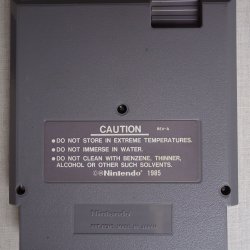 CAUTION REV-A
● DO NOT STORE IN EXTREME TEMPERATURES.
● DO NOT IMMERSE IN WATER.
● DO NOT CLEAN WITH BENZENE, THINNER,
ALCOHOL OR OTHER SUCH SOLVENTS.
©®Nintendo 1985
Nintendo